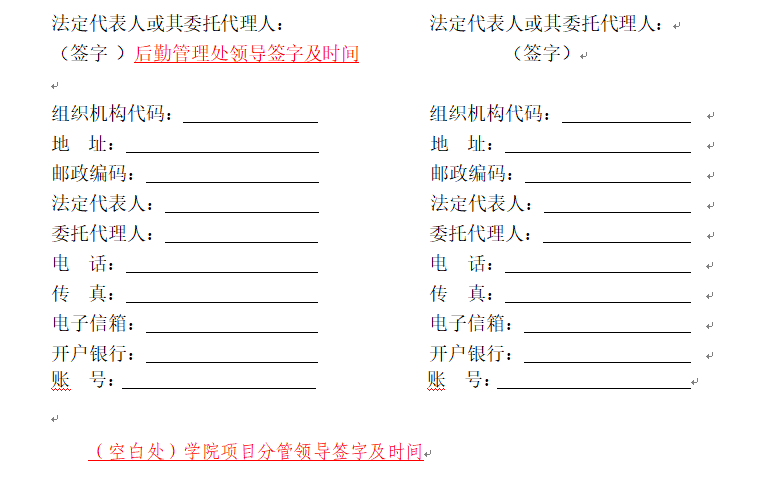 法定代表人或其委托代理人： 法定代表人或其委托代理人：
（签字 ）后勤管理处领导签字及时间 （签字）
组织机构代码： 组织机构代码：
地 址： 地 址：
邮政编码： 邮政编码：
法定代表人： 法定代表人：
委托代理人： 委托代理人：
电 话： 电 话：
传 真： 传 真：
电子信箱： 电子信箱：
开户银行： 开户银行：
账 号： 账 号：
（空白处）学院项目分管领导签字及时间